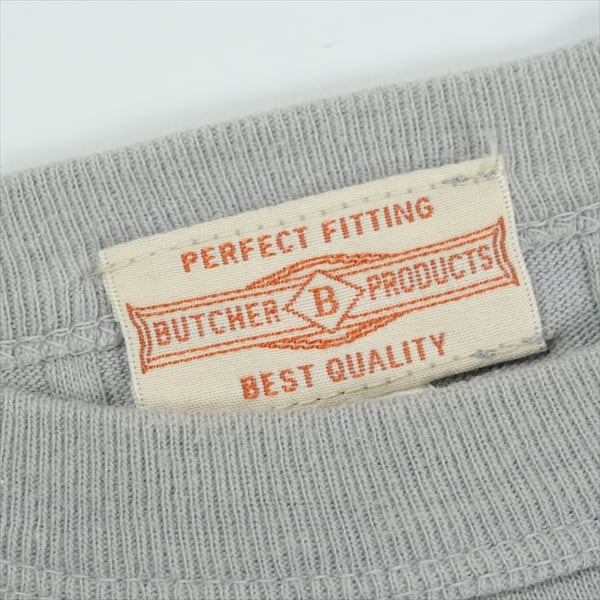 PERFECT FITTING
BUTCHER B PRODUCTS
BEST QUALITY